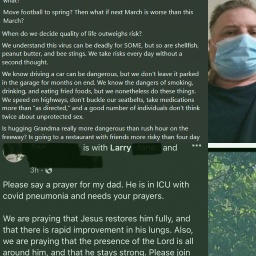 what?
Move football to spring? Then what if next March is worse than this
March?
When do we decide quality of life outweighs risk?
We understand this virus can be deadly for SOME, but so are shellfish,
peanut butter, and bee stings. We take risks every day without a
second thought.
We know driving a car can be dangerous, but we don't leave it parked
in the garage for months on end. We know the dangers of smoking,
drinking, and eating fried foods, but we nonetheless do these things.
We speed on highways, don't buckle our seatbelts, take medications
more than "as directed," and a good number of individuals don't think
twice about unprotected sex.
Is hugging Grandma really more dangerous than rush hour on the
freeway? Is going to a restaurant with friends more risky than four day
is with Larry and
3h
Please say a prayer for my dad. He is in ICU with
covid pneumonia and needs your prayers.
We are praying that Jesus restores him fully, and
that there is rapid improvement in his lungs. Also,
we are praying that the presence of the Lord is all
around him, and that he stays strong. Please join